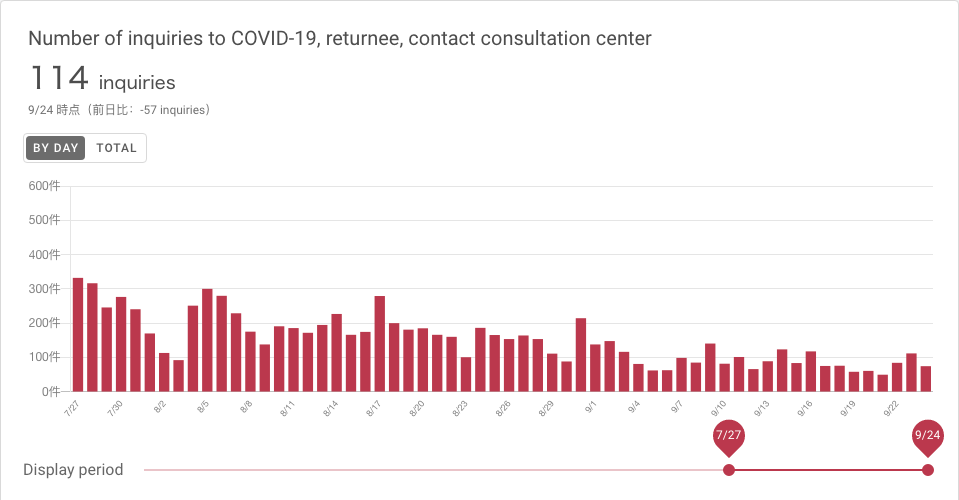 Number of inquiries to COVID-19, returnee, contact consultation center
114 inquiries
9/24 時点（前日比：-57 inquiries）
BY DAY TOTAL
600件
500件
400件
300件
200件
100件
0件
7/27 7/30 8/2 8/5 8/8 8/11 8/14 8/17 8/20 8/23 8/26 8/29 9/1 9/4 9/7 9/10 9/13 9/16 9/19 9/22
7/27 9/24
Display period